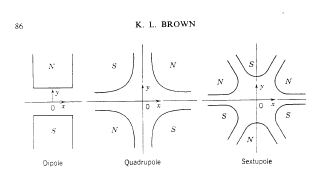 86 K. L. BROWN
N S N S
y y y N N
x x x
0 0 0
S N S S N S
Dipole Quadrupole Sextupole